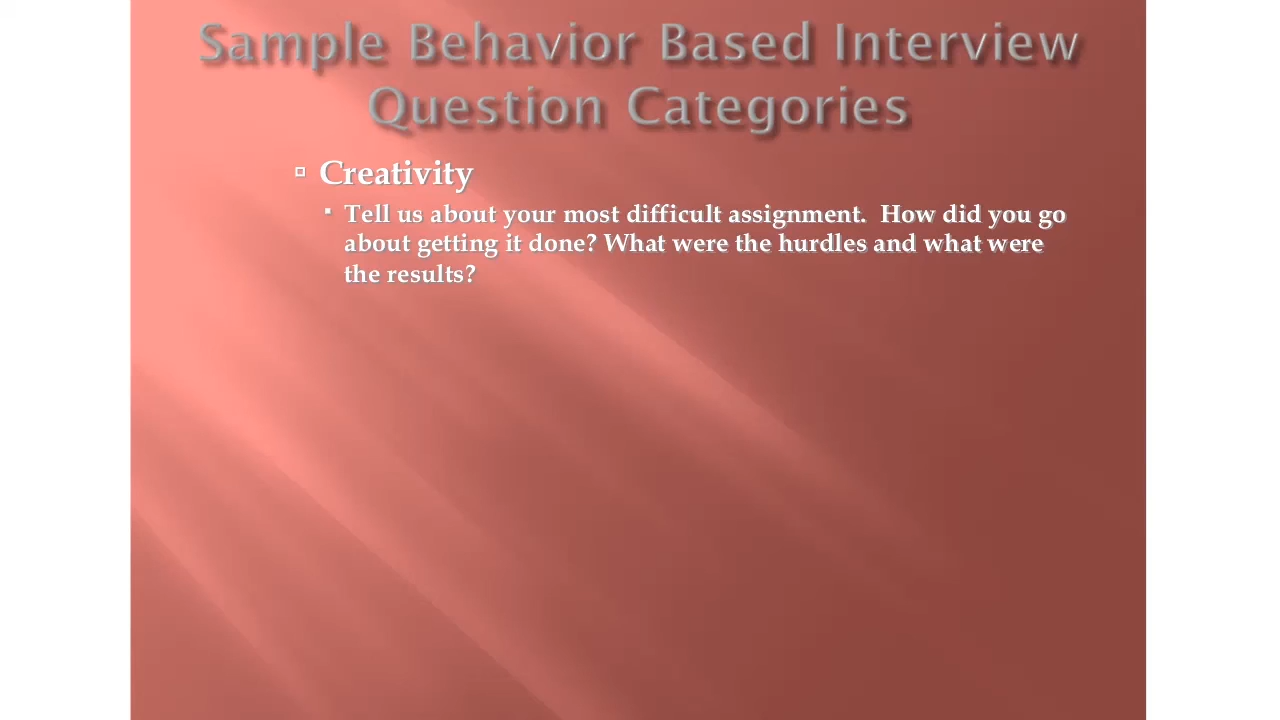 Sample Behavior Based Interview
Question Categories
Creativity
Tell us about your most difficult assignment.  How did you go
about getting it done? What were the hurdles and what were
the results?